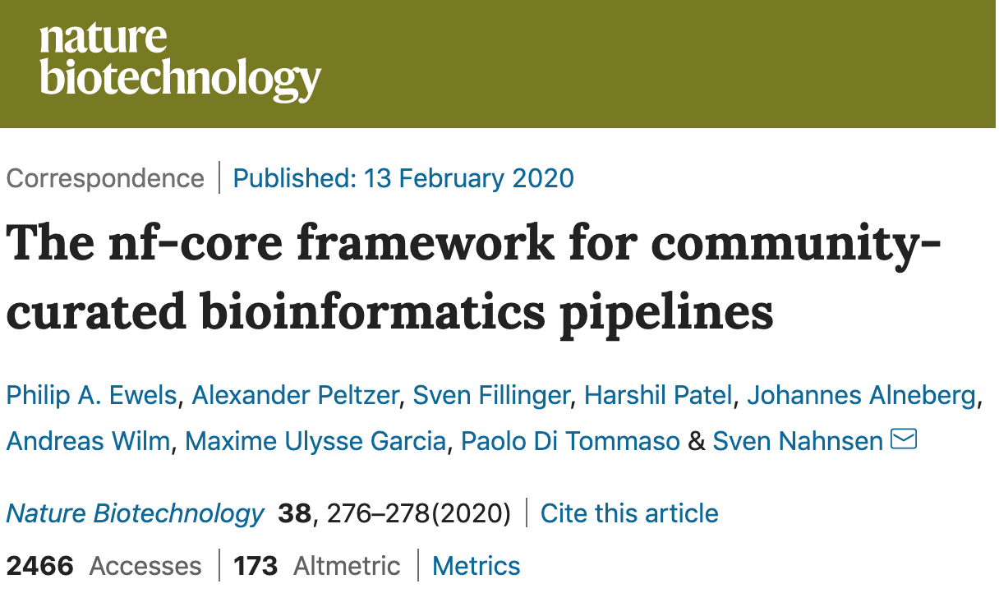 nature
biotechnology
Correspondence | Published: 13 February 2020
The nf-core framework for community-
curated bioinformatics pipelines
Philip A. Ewels, Alexander Peltzer, Sven Fillinger, Harshil Patel, Johannes Alneberg,
Andreas Wilm, Maxime Ulysse Garcia, Paolo Di Tommaso & Sven Nahnsen
Nature Biotechnology 38, 276–278(2020) | Cite this article
2466 Accesses | 173 Altmetric | Metrics